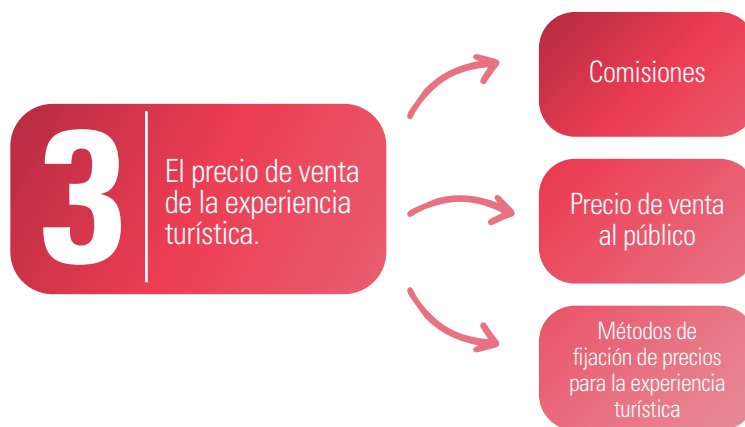 3
El precio de venta
de la experiencia
turística.
Comisiones
Precio de venta
al público
Métodos de
fijación de precios
para la experiencia
turística